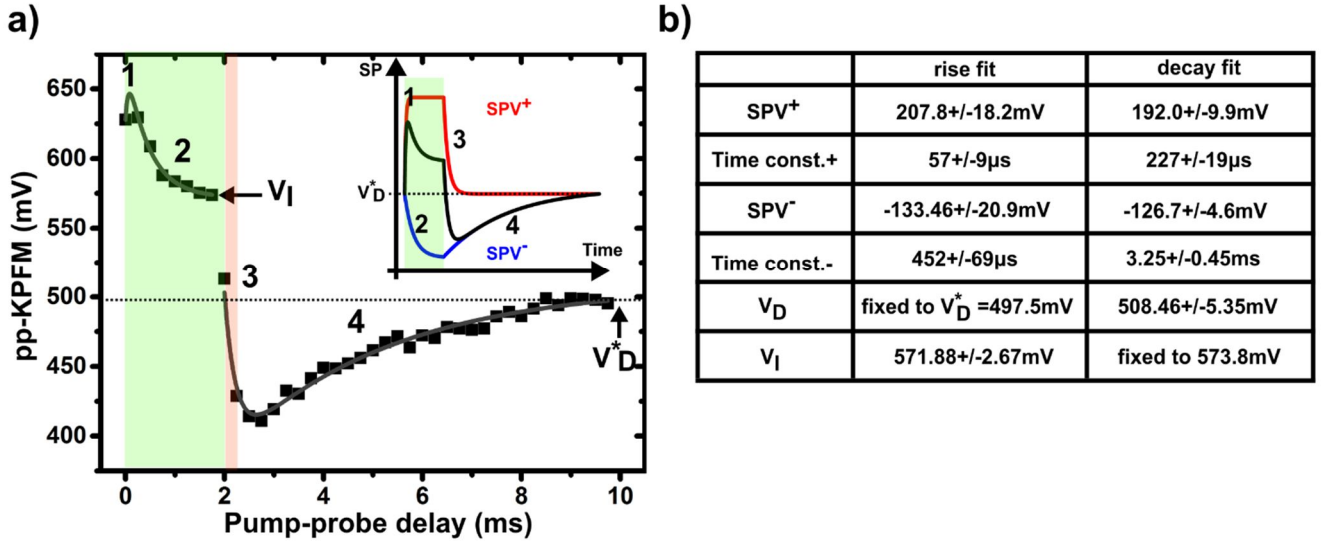 a)
pp-KPFM (mV)
650
600
550
500
450
400
0
2
4
6
8
10
Pump-probe delay (ms)
1
2
V_I
3
4
V*_D
SP
1
SPV+
3
V*_D
2
4
SPV-
Time
b)
rise fit decay fit
SPV+ 207.8+/-18.2mV 192.0+/-9.9mV
Time const.+ 57+/-9µs 227+/-19µs
SPV- -133.46+/-20.9mV -126.7+/-4.6mV
Time const.- 452+/-69µs 3.25+/-0.45ms
V_D fixed to V*_D =497.5mV 508.46+/-5.35mV
V_I 571.88+/-2.67mV fixed to 573.8mV